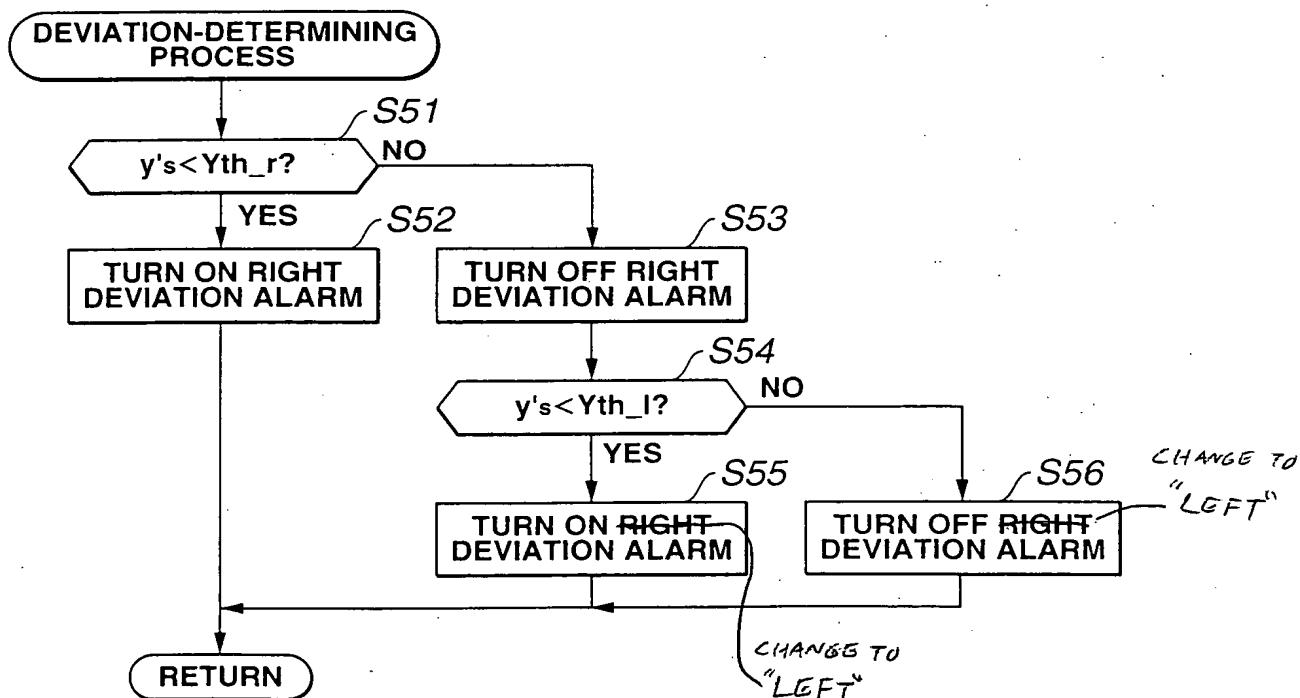 DEVIATION-DETERMINING
PROCESS
S51
y's<Yth_r?
NO
YES
S52
S53
TURN ON RIGHT
DEVIATION ALARM
TURN OFF RIGHT
DEVIATION ALARM
S54
y's<Yth_l?
NO
YES
S55
S56
CHANGE TO
"LEFT"
TURN ON RIGHT
DEVIATION ALARM
TURN OFF RIGHT
DEVIATION ALARM
CHANGE TO
"LEFT"
RETURN